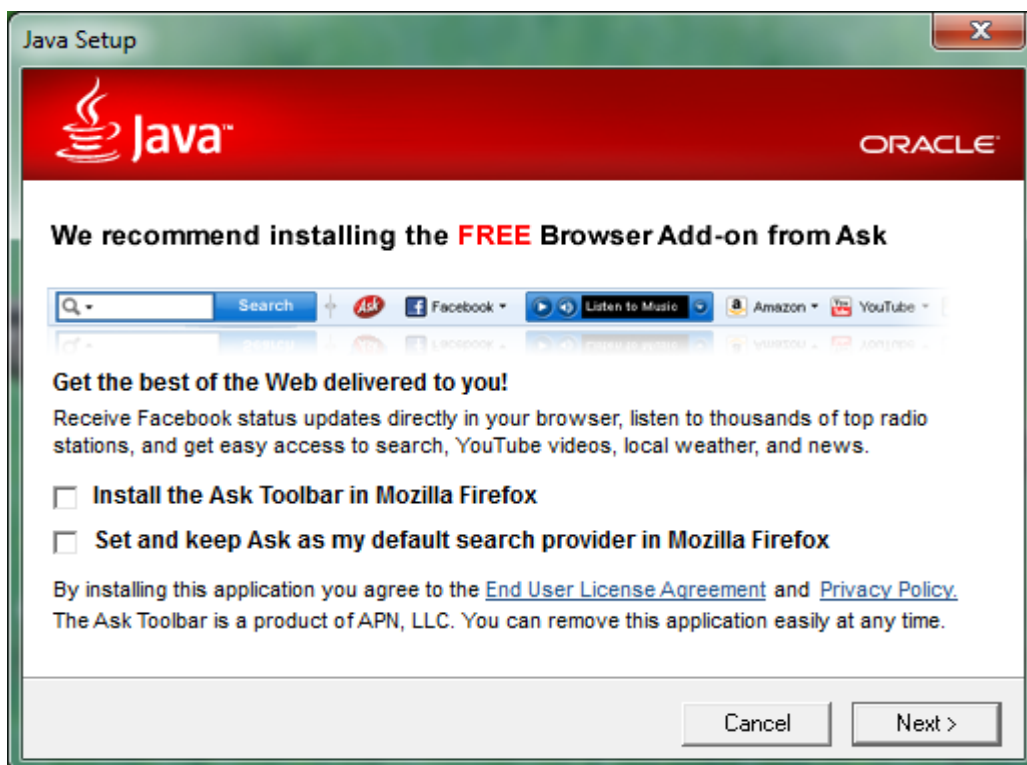 Java Setup
Java™
ORACLE
We recommend installing the FREE Browser Add-on from Ask
Search Ask Facebook Listen to Music Amazon YouTube
Get the best of the Web delivered to you!
Receive Facebook status updates directly in your browser, listen to thousands of top radio
stations, and get easy access to search, YouTube videos, local weather, and news.
Install the Ask Toolbar in Mozilla Firefox
Set and keep Ask as my default search provider in Mozilla Firefox
By installing this application you agree to the End User License Agreement and Privacy Policy.
The Ask Toolbar is a product of APN, LLC. You can remove this application easily at any time.
Cancel Next >